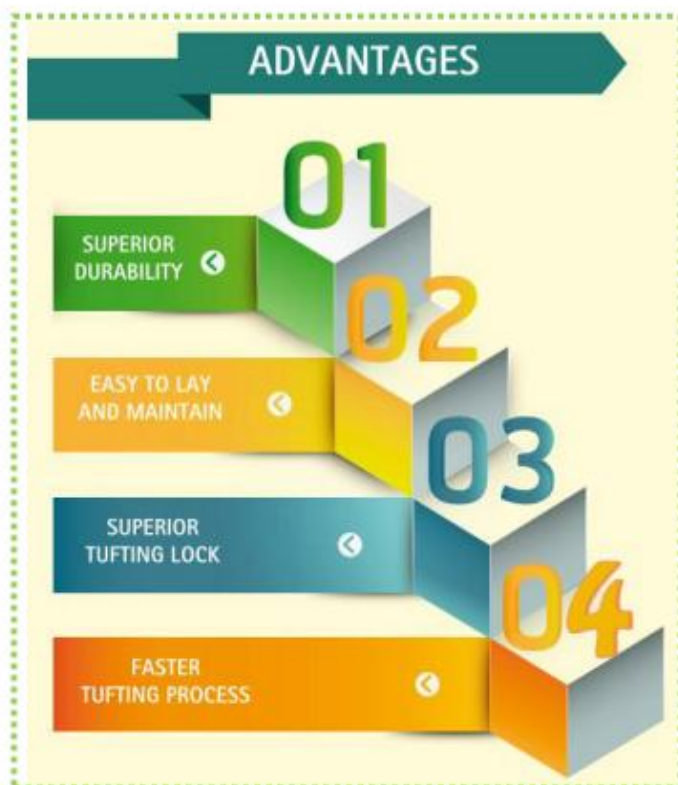 ADVANTAGES
01
SUPERIOR
DURABILITY
02
EASY TO LAY
AND MAINTAIN
03
SUPERIOR
TUFTING LOCK
04
FASTER
TUFTING PROCESS